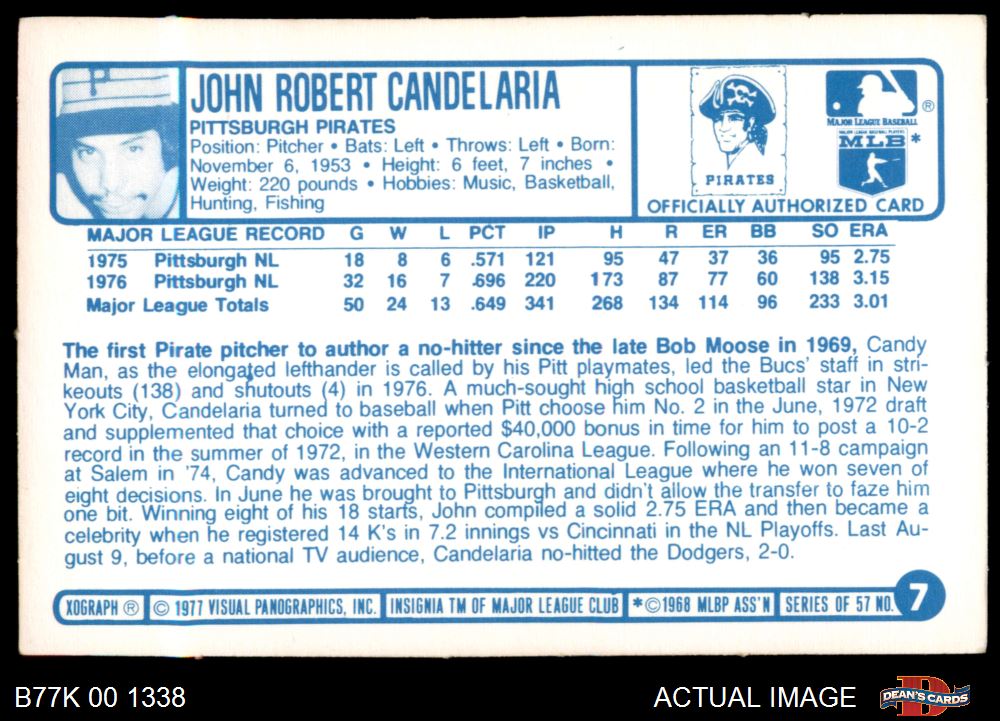 JOHN ROBERT CANDELARIA
PITTSBURGH PIRATES
Position: Pitcher • Bats: Left • Throws: Left • Born:
November 6, 1953 • Height: 6 feet, 7 inches •
Weight: 220 pounds • Hobbies: Music, Basketball,
Hunting, Fishing
P
PIRATES
MAJOR LEAGUE BASEBALL
®
MAJOR LEAGUE BASEBALL PLAYERS
MLB *
OFFICIALLY AUTHORIZED CARD
MAJOR LEAGUE RECORD G W L PCT IP H R ER BB SO ERA
1975 Pittsburgh NL 18 8 6 .571 121 95 47 37 36 95 2.75
1976 Pittsburgh NL 32 16 7 .696 220 173 87 77 60 138 3.15
Major League Totals 50 24 13 .649 341 268 134 114 96 233 3.01
The first Pirate pitcher to author a no-hitter since the late Bob Moose in 1969, Candy
Man, as the elongated lefthander is called by his Pitt playmates, led the Bucs' staff in stri-
keouts (138) and shutouts (4) in 1976. A much-sought high school basketball star in New
York City, Candelaria turned to baseball when Pitt choose him No. 2 in the June, 1972 draft
and supplemented that choice with a reported $40,000 bonus in time for him to post a 10-2
record in the summer of 1972, in the Western Carolina League. Following an 11-8 campaign
at Salem in '74, Candy was advanced to the International League where he won seven of
eight decisions. In June he was brought to Pittsburgh and didn't allow the transfer to faze him
one bit. Winning eight of his 18 starts, John compiled a solid 2.75 ERA and then became a
celebrity when he registered 14 K's in 7.2 innings vs Cincinnati in the NL Playoffs. Last Au-
gust 9, before a national TV audience, Candelaria no-hitted the Dodgers, 2-0.
XOGRAPH ® © 1977 VISUAL PANOGRAPHICS, INC. INSIGNIA TM OF MAJOR LEAGUE CLUB *©1968 MLBP ASS'N SERIES OF 57 NO. 7
B77K 00 1338 ACTUAL IMAGE DEAN'S CARDS